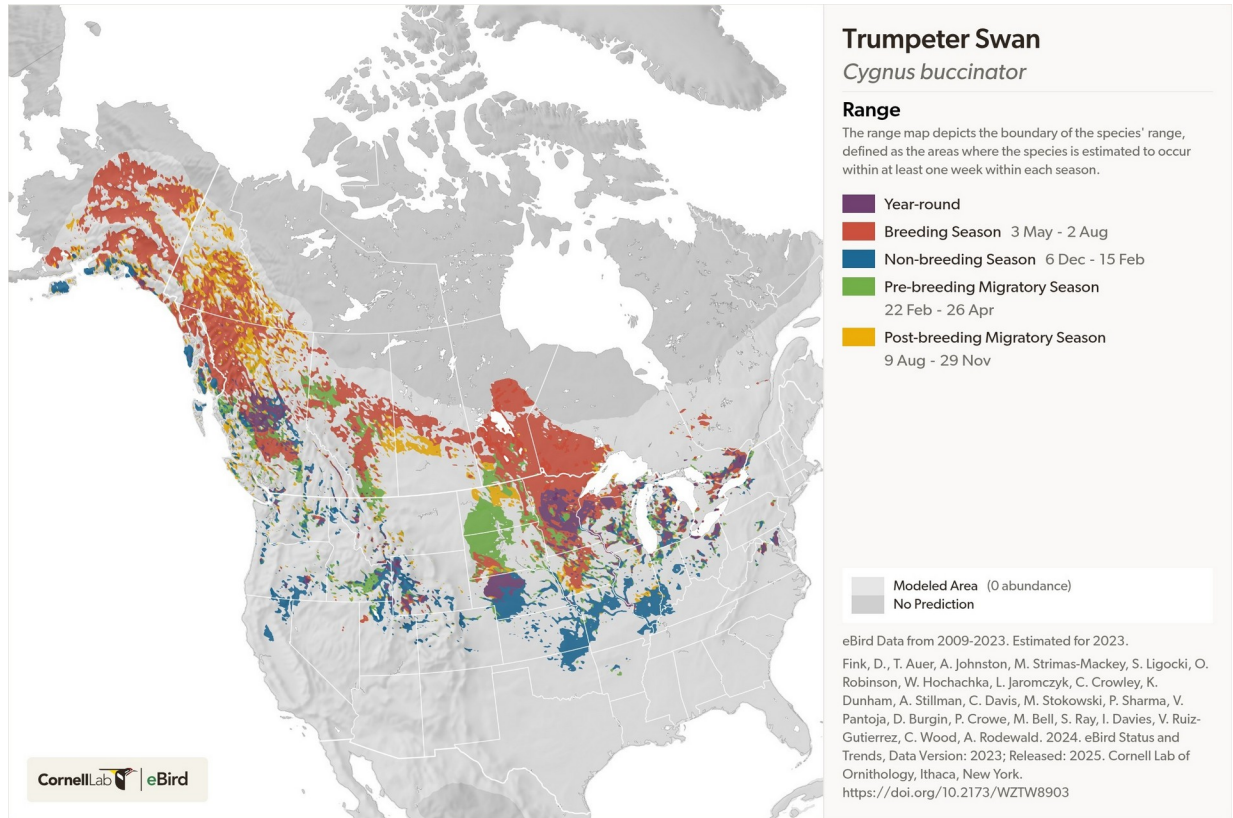 Trumpeter Swan
Cygnus buccinator
Range
The range map depicts the boundary of the species' range,
defined as the areas where the species is estimated to occur
within at least one week within each season.
Year-round
Breeding Season 3 May - 2 Aug
Non-breeding Season 6 Dec - 15 Feb
Pre-breeding Migratory Season
22 Feb - 26 Apr
Post-breeding Migratory Season
9 Aug - 29 Nov
Modeled Area (0 abundance)
No Prediction
eBird Data from 2009-2023. Estimated for 2023.
Fink, D., T. Auer, A. Johnston, M. Strimas-Mackey, S. Ligocki, O.
Robinson, W. Hochachka, L. Jaromczyk, C. Crowley, K.
Dunham, A. Stillman, C. Davis, M. Stokowski, P. Sharma, V.
Pantoja, D. Burgin, P. Crowe, M. Bell, S. Ray, I. Davies, V. Ruiz-
Gutierrez, C. Wood, A. Rodewald. 2024. eBird Status and
Trends, Data Version: 2023; Released: 2025. Cornell Lab of
Ornithology, Ithaca, New York.
https://doi.org/10.2173/WZTW8903
CornellLab eBird